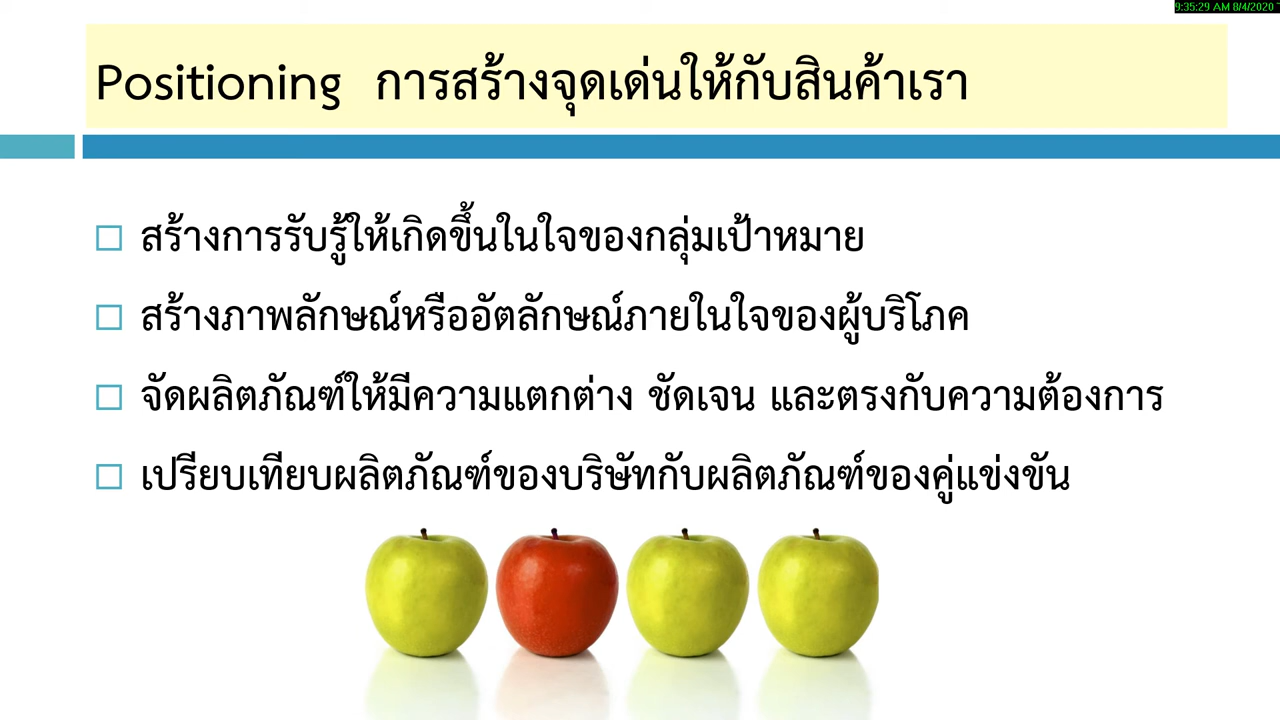 9:35:29 AM 8/4/2020
Positioning การสร้างจุดเด่นให้กับสินค้าเรา
สร้างการรับรู้ให้เกิดขึ้นในใจของกลุ่มเป้าหมาย
สร้างภาพลักษณ์หรืออัตลักษณ์ภายในใจของผู้บริโภค
จัดผลิตภัณฑ์ให้มีความแตกต่าง ชัดเจน และตรงกับความต้องการ
เปรียบเทียบผลิตภัณฑ์ของบริษัทกับผลิตภัณฑ์ของคู่แข่งขัน